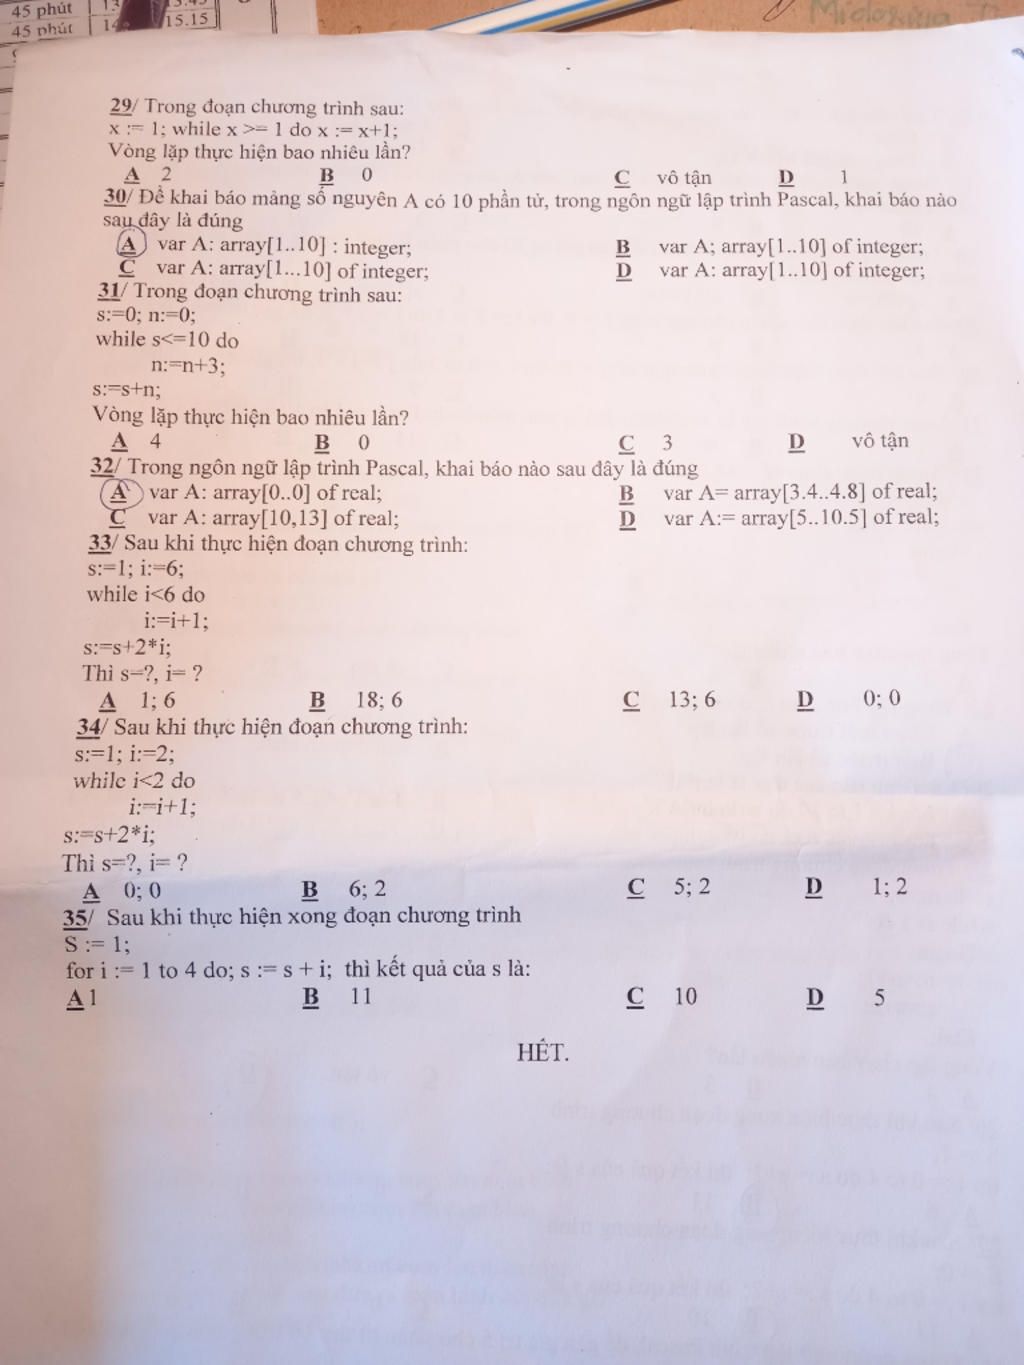 45 phút
45 phút
15.15
29/ Trong đoạn chương trình sau:
x := 1; while x >= 1 do x := x+1;
Vòng lặp thực hiện bao nhiêu lần?
A 2 B 0 C vô tận D 1
30/ Để khai báo mảng số nguyên A có 10 phần tử, trong ngôn ngữ lập trình Pascal, khai báo nào
sau đây là đúng
A var A: array[1..10] : integer; B var A; array[1..10] of integer;
C var A: array[1...10] of integer; D var A: array[1..10] of integer;
31/ Trong đoạn chương trình sau:
s:=0; n:=0;
while s<=10 do
n:=n+3;
s:=s+n;
Vòng lặp thực hiện bao nhiêu lần?
A 4 B 0 C 3 D vô tận
32/ Trong ngôn ngữ lập trình Pascal, khai báo nào sau đây là đúng
A var A: array[0..0] of real; B var A= array[3.4..4.8] of real;
C var A: array[10,13] of real; D var A:= array[5..10.5] of real;
33/ Sau khi thực hiện đoạn chương trình:
s:=1; i:=6;
while i<6 do
i:=i+1;
s:=s+2*i;
Thì s=?, i= ?
A 1; 6 B 18; 6 C 13; 6 D 0; 0
34/ Sau khi thực hiện đoạn chương trình:
s:=1; i:=2;
while i<2 do
i:=i+1;
s:=s+2*i;
Thì s=?, i= ?
A 0; 0 B 6; 2 C 5; 2 D 1; 2
35/ Sau khi thực hiện xong đoạn chương trình
S := 1;
for i := 1 to 4 do; s := s + i; thì kết quả của s là:
A 1 B 11 C 10 D 5
HẾT.